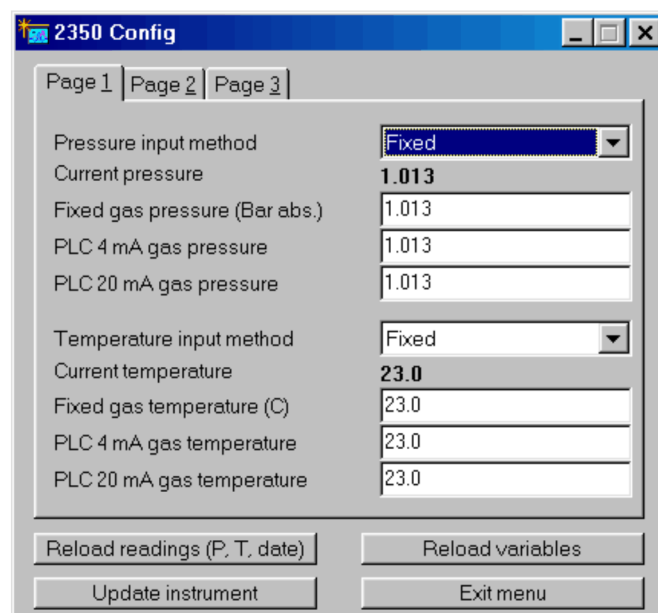 2350 Config
Page 1 Page 2 Page 3
Pressure input method Fixed
Current pressure 1.013
Fixed gas pressure (Bar abs.) 1.013
PLC 4 mA gas pressure 1.013
PLC 20 mA gas pressure 1.013
Temperature input method Fixed
Current temperature 23.0
Fixed gas temperature (C) 23.0
PLC 4 mA gas temperature 23.0
PLC 20 mA gas temperature 23.0
Reload readings (P, T, date) Reload variables
Update instrument Exit menu